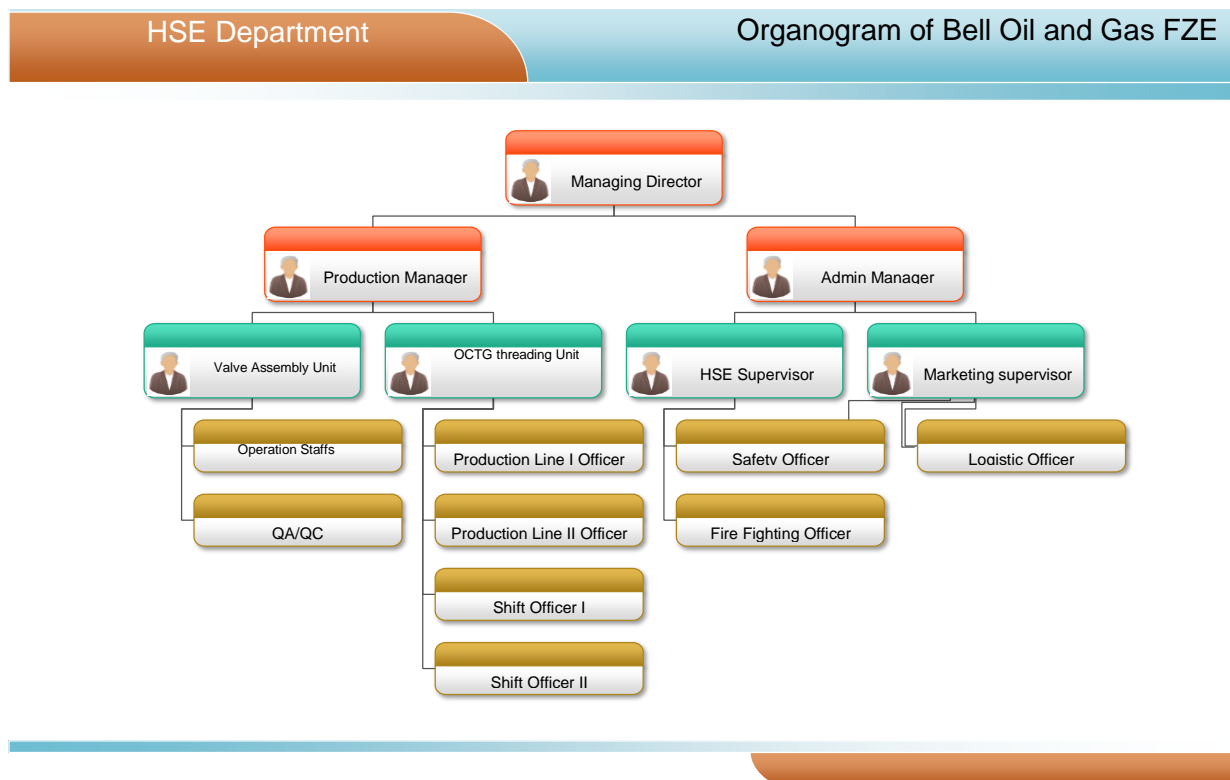 HSE Department
Organogram of Bell Oil and Gas FZE
Managing Director
Production Manager
Admin Manager
Valve Assembly Unit
OCTG threading Unit
HSE Supervisor
Marketing supervisor
Operation Staffs
Production Line I Officer
Safety Officer
Logistic Officer
QA/QC
Production Line II Officer
Fire Fighting Officer
Shift Officer I
Shift Officer II